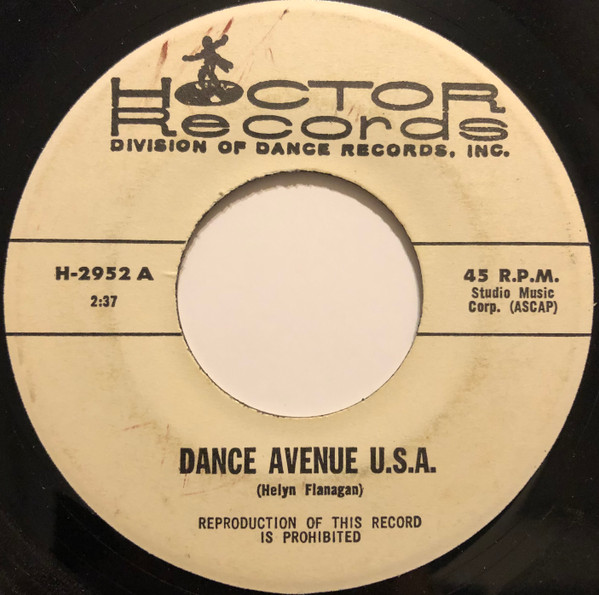 HOCTOR
Records
DIVISION OF DANCE RECORDS, INC.
H-2952 A
2:37
45 R.P.M.
Studio Music
Corp. (ASCAP)
DANCE AVENUE U.S.A.
(Helyn Flanagan)
REPRODUCTION OF THIS RECORD
IS PROHIBITED